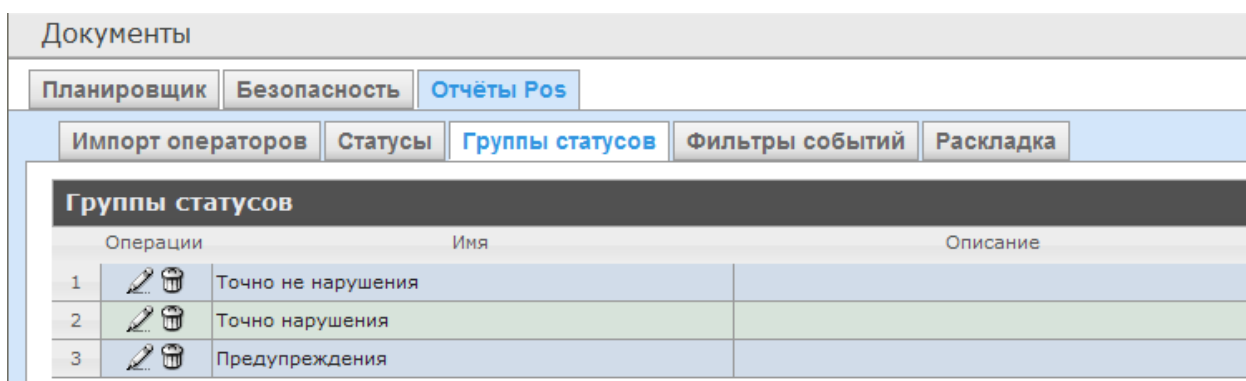 Документы
Планировщик Безопасность Отчёты Pos
Импорт операторов Статусы Группы статусов Фильтры событий Раскладка
Группы статусов
Операции Имя Описание
1 Точно не нарушения
2 Точно нарушения
3 Предупреждения